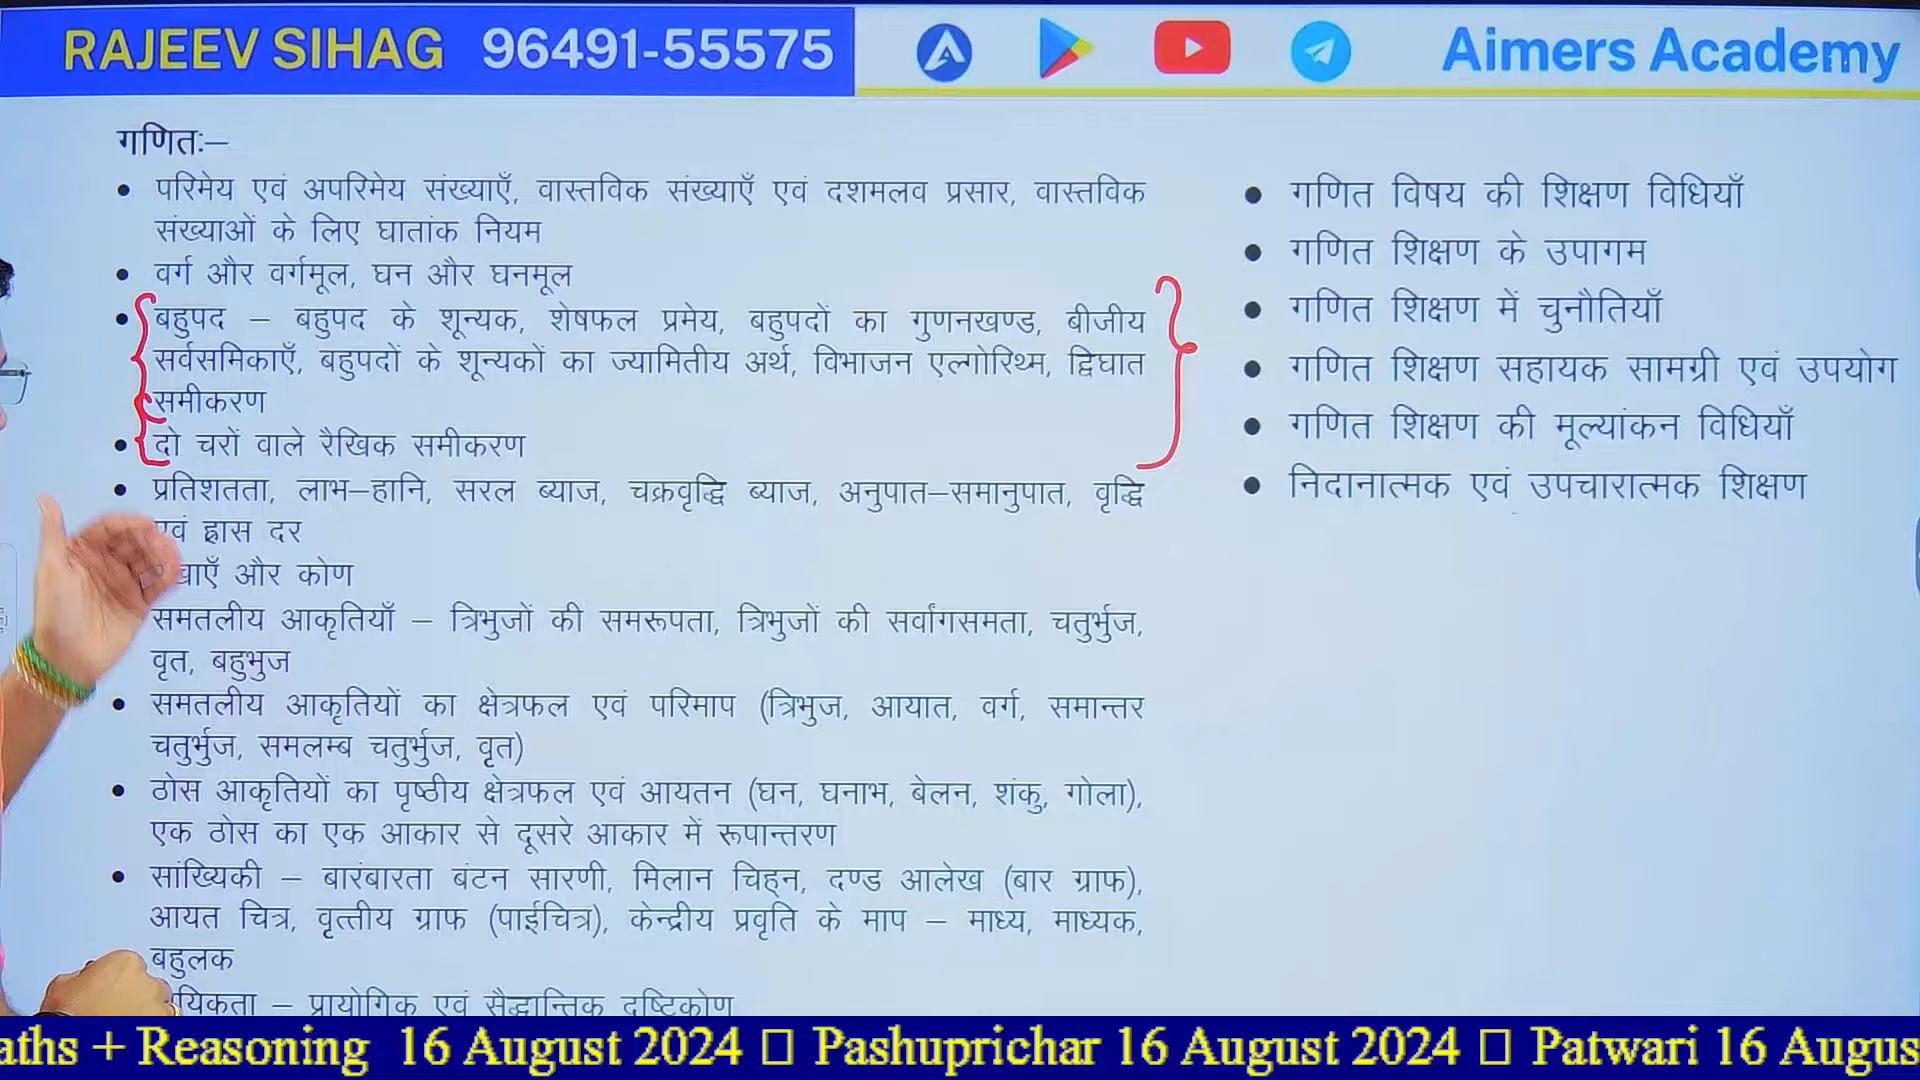 RAJEEV SIHAG 96491-55575
Aimers Academy
गणितः–
• परिमेय एवं अपरिमेय संख्याएँ, वास्तविक संख्याएँ एवं दशमलव प्रसार, वास्तविक
संख्याओं के लिए घातांक नियम
• वर्ग और वर्गमूल, घन और घनमूल
• बहुपद – बहुपद के शून्यक, शेषफल प्रमेय, बहुपदों का गुणनखण्ड, बीजीय
सर्वसमिकाएँ, बहुपदों के शून्यकों का ज्यामितीय अर्थ, विभाजन एल्गोरिथ्म, द्विघात
समीकरण
• दो चरों वाले रैखिक समीकरण
• प्रतिशतता, लाभ–हानि, सरल ब्याज, चक्रवृद्धि ब्याज, अनुपात–समानुपात, वृद्धि
एवं ह्रास दर
और कोण
समतलीय आकृतियाँ – त्रिभुजों की समरूपता, त्रिभुजों की सर्वांगसमता, चतुर्भुज,
वृत, बहुभुज
• समतलीय आकृतियों का क्षेत्रफल एवं परिमाप (त्रिभुज, आयात, वर्ग, समान्तर
चतुर्भुज, समलम्ब चतुर्भुज, वृत)
• ठोस आकृतियों का पृष्ठीय क्षेत्रफल एवं आयतन (घन, घनाभ, बेलन, शंकु, गोला),
एक ठोस का एक आकार से दूसरे आकार में रूपान्तरण
• सांख्यिकी – बारंबारता बंटन सारणी, मिलान चिह्न, दण्ड आलेख (बार ग्राफ),
आयत चित्र, वृत्तीय ग्राफ (पाईचित्र), केन्द्रीय प्रवृति के माप – माध्य, माध्यक,
बहुलक
– प्रायोगिक एवं सैद्धान्तिक दृष्टिकोण
• गणित विषय की शिक्षण विधियाँ
• गणित शिक्षण के उपागम
• गणित शिक्षण में चुनौतियाँ
• गणित शिक्षण सहायक सामग्री एवं उपयोग
• गणित शिक्षण की मूल्यांकन विधियाँ
• निदानात्मक एवं उपचारात्मक शिक्षण
aths + Reasoning 16 August 2024 □ Pashuprichar 16 August 2024 □ Patwari 16 Augus